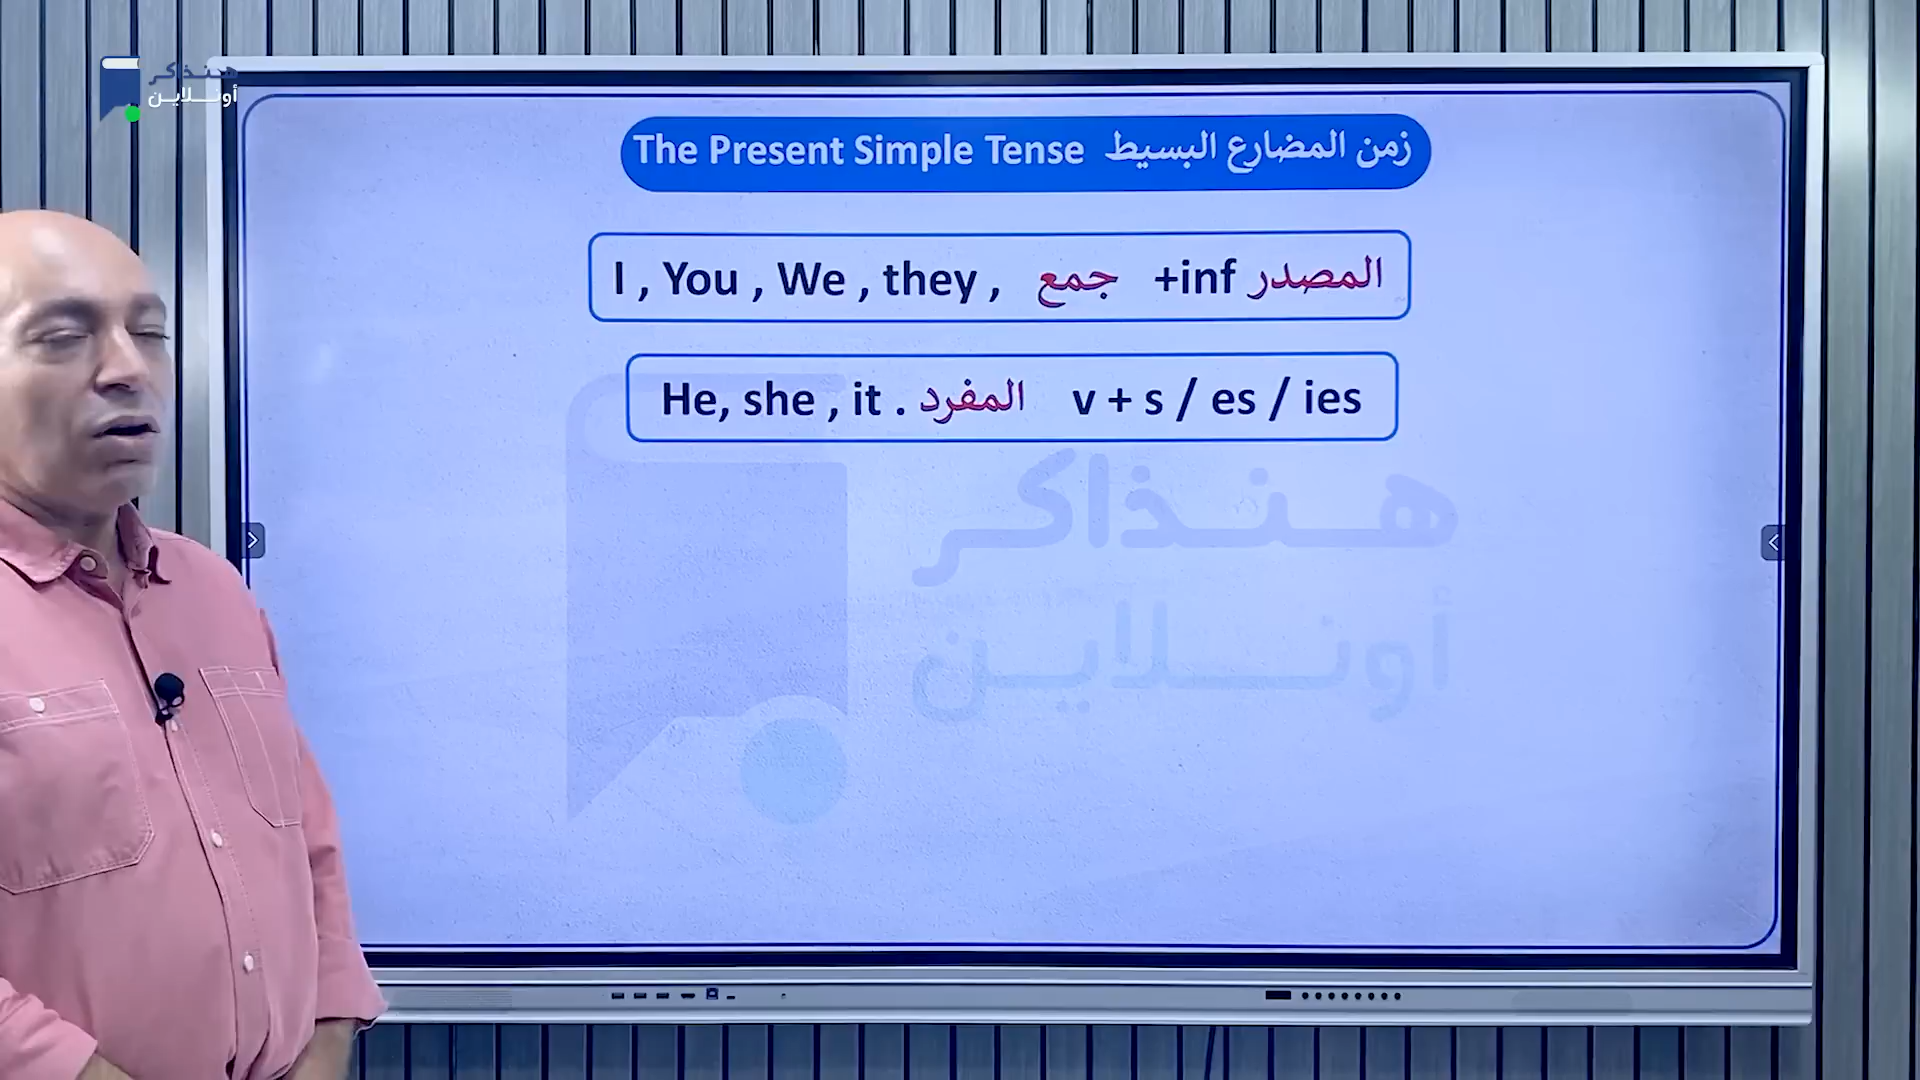 هنذاكر
أونلاين
The Present Simple Tense زمن المضارع البسيط
I , You , We , they , جمع +inf المصدر
He, she , it . المفرد v + s / es / ies
هنذاكر
أونلاين